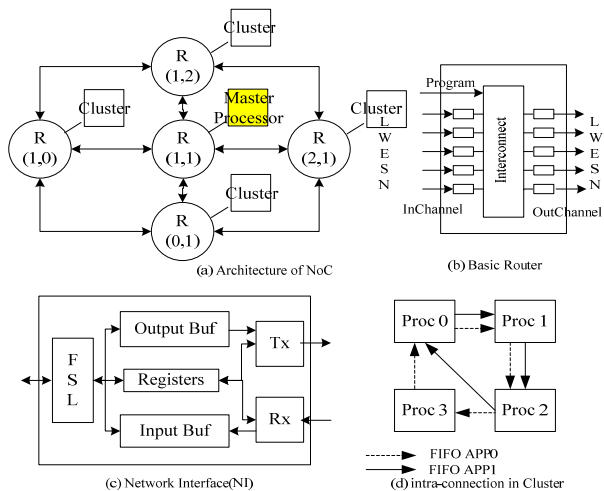 Cluster
R
(1,2)
Cluster
Master
Processor
Cluster
R
(1,0)
R
(1,1)
R
(2,1)
Cluster
R
(0,1)
(a) Architecture of NoC
Program
L
W
E
S
N
Interconnect
L
W
E
S
N
InChannel
OutChannel
(b) Basic Router
F
S
L
Output Buf
Registers
Input Buf
Tx
Rx
(c) Network Interface(NI)
Proc 0
Proc 1
Proc 3
Proc 2
FIFO APP0
FIFO APP1
(d) intra-connection in Cluster